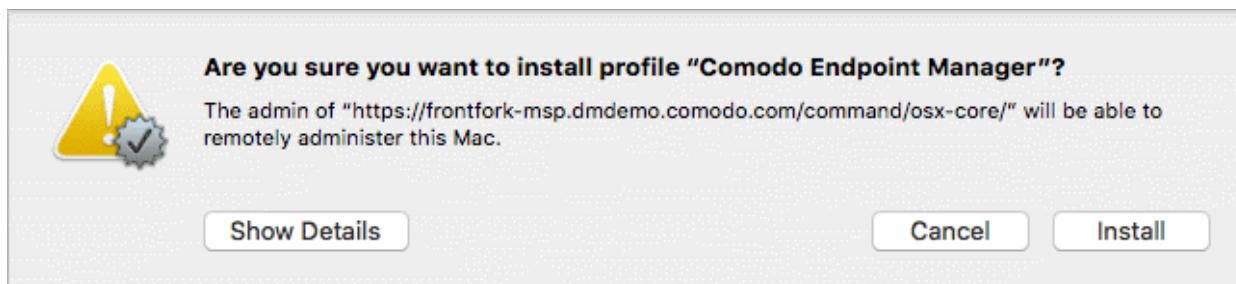 Are you sure you want to install profile “Comodo Endpoint Manager”?
The admin of “https://frontfork-msp.dmdemo.comodo.com/command/osx-core/“ will be able to
remotely administer this Mac.
Show Details
Cancel
Install